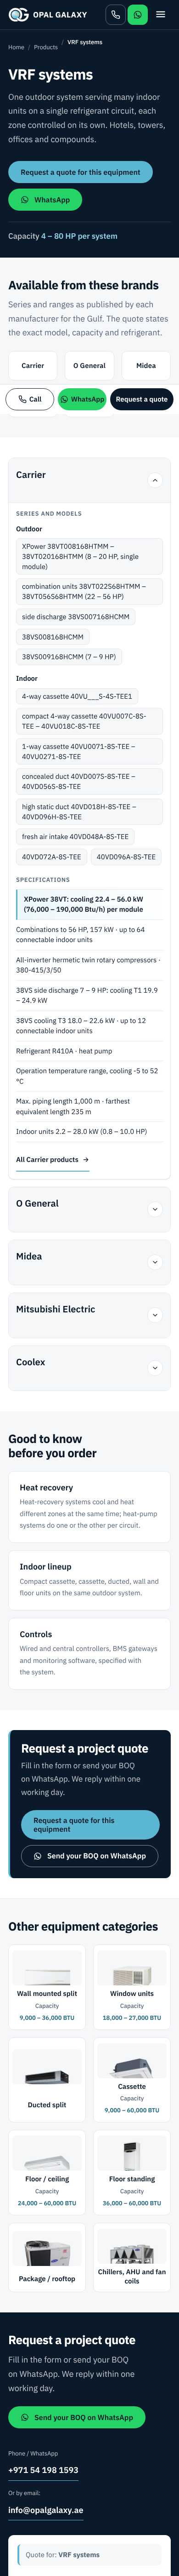 OPAL GALAXY
Home / Products / VRF systems
VRF systems
One outdoor system serving many indoor
units on a single refrigerant circuit, each
zone controlled on its own. Hotels, towers,
offices and compounds.
Request a quote for this equipment
WhatsApp
Capacity 4 – 80 HP per system
Available from these brands
Series and ranges as published by each
manufacturer for the Gulf. The quote states
the exact model, capacity and refrigerant.
Carrier
O General
Midea
Call
WhatsApp
Request a quote
Carrier
SERIES AND MODELS
Outdoor
XPower 38VT008168HTMM –
38VT020168HTMM (8 – 20 HP, single
module)
combination units 38VT022S68HTMM –
38VT056S68HTMM (22 – 56 HP)
side discharge 38VS007168HCMM
38VS008168HCMM
38VS009168HCMM (7 – 9 HP)
Indoor
4-way cassette 40VU___S-4S-TEE1
compact 4-way cassette 40VU007C-8S-
TEE – 40VU018C-8S-TEE
1-way cassette 40VU0071-8S-TEE –
40VU0271-8S-TEE
concealed duct 40VD007S-8S-TEE –
40VD056S-8S-TEE
high static duct 40VD018H-8S-TEE –
40VD096H-8S-TEE
fresh air intake 40VD048A-8S-TEE
40VD072A-8S-TEE
40VD096A-8S-TEE
SPECIFICATIONS
XPower 38VT: cooling 22.4 – 56.0 kW
(76,000 – 190,000 Btu/h) per module
Combinations to 56 HP, 157 kW · up to 64
connectable indoor units
All-inverter hermetic twin rotary compressors ·
380-415/3/50
38VS side discharge 7 – 9 HP: cooling T1 19.9
– 24.9 kW
38VS cooling T3 18.0 – 22.6 kW · up to 12
connectable indoor units
Refrigerant R410A · heat pump
Operation temperature range, cooling -5 to 52
°C
Max. piping length 1,000 m · farthest
equivalent length 235 m
Indoor units 2.2 – 28.0 kW (0.8 – 10.0 HP)
All Carrier products →
O General
Midea
Mitsubishi Electric
Coolex
Good to know
before you order
Heat recovery
Heat-recovery systems cool and heat
different zones at the same time; heat-pump
systems do one or the other per circuit.
Indoor lineup
Compact cassette, cassette, ducted, wall and
floor units on the same outdoor system.
Controls
Wired and central controllers, BMS gateways
and monitoring software, specified with
the system.
Request a project quote
Fill in the form or send your BOQ
on WhatsApp. We reply within one
working day.
Request a quote for this
equipment
Send your BOQ on WhatsApp
Other equipment categories
Wall mounted split
Capacity
9,000 – 36,000 BTU
Window units
Capacity
18,000 – 27,000 BTU
Ducted split
Cassette
Capacity
9,000 – 60,000 BTU
Floor / ceiling
Capacity
24,000 – 60,000 BTU
Floor standing
Capacity
36,000 – 60,000 BTU
Package / rooftop
Chillers, AHU and fan
coils
Request a project quote
Fill in the form or send your BOQ
on WhatsApp. We reply within one
working day.
Send your BOQ on WhatsApp
Phone / WhatsApp
+971 54 198 1593
Or by email:
info@opalgalaxy.ae
Quote for: VRF systems